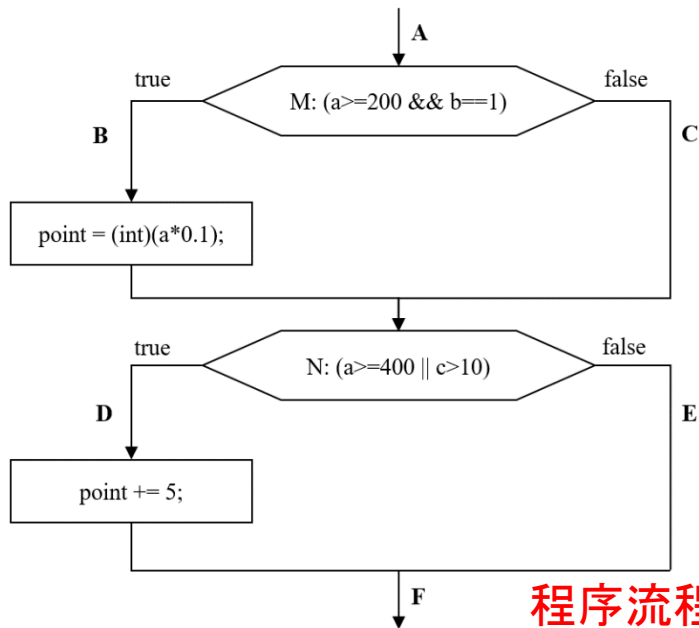 A
true
false
M: (a>=200 && b==1)
B
C
point = (int)(a*0.1);
true
false
N: (a>=400 || c>10)
D
E
point += 5;
F
程序流程